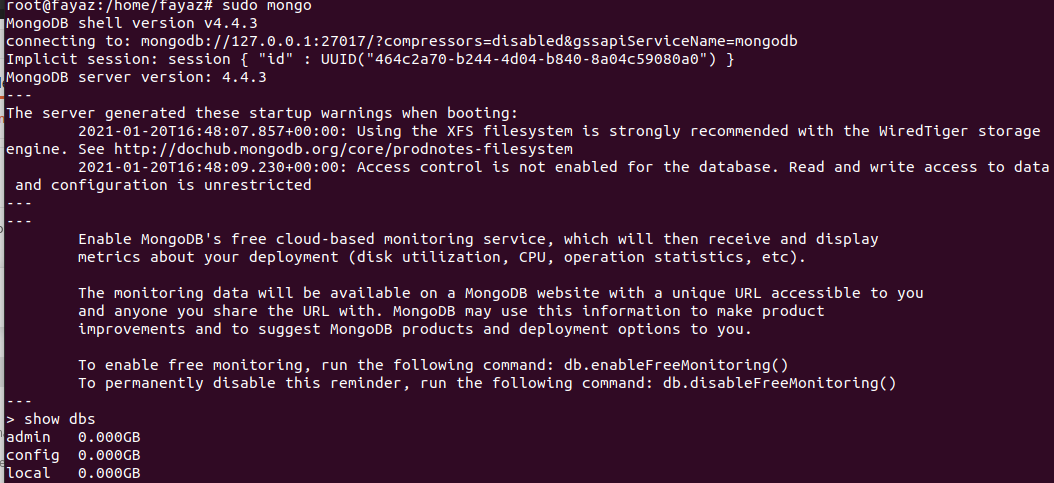 root@fayaz:/home/fayaz# sudo mongo
MongoDB shell version v4.4.3
connecting to: mongodb://127.0.0.1:27017/?compressors=disabled&gssapiServiceName=mongodb
Implicit session: session { "id" : UUID("464c2a70-b244-4d04-b840-8a04c59080a0") }
MongoDB server version: 4.4.3
---
The server generated these startup warnings when booting:
        2021-01-20T16:48:07.857+00:00: Using the XFS filesystem is strongly recommended with the WiredTiger storage
engine. See http://dochub.mongodb.org/core/prodnotes-filesystem
        2021-01-20T16:48:09.230+00:00: Access control is not enabled for the database. Read and write access to data
 and configuration is unrestricted
---
---
        Enable MongoDB's free cloud-based monitoring service, which will then receive and display
        metrics about your deployment (disk utilization, CPU, operation statistics, etc).

        The monitoring data will be available on a MongoDB website with a unique URL accessible to you
        and anyone you share the URL with. MongoDB may use this information to make product
        improvements and to suggest MongoDB products and deployment options to you.

        To enable free monitoring, run the following command: db.enableFreeMonitoring()
        To permanently disable this reminder, run the following command: db.disableFreeMonitoring()
---
> show dbs
admin   0.000GB
config  0.000GB
local   0.000GB